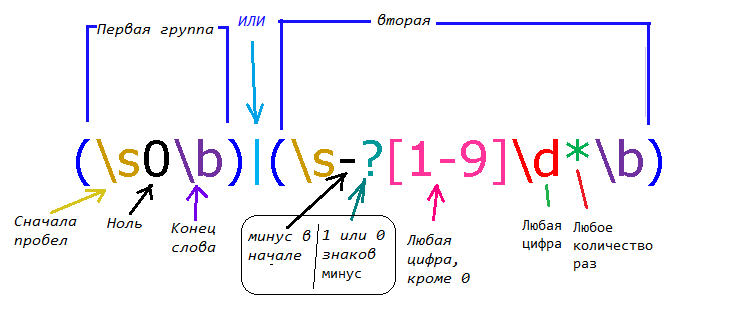 Первая группа
ИЛИ
вторая
(\s0\b)|(\s-?[1-9]\d*\b)
Сначала
пробел
Ноль
Конец
слова
минус в
начале
1 или 0
знаков
минус
Любая
цифра,
кроме 0
Любая
цифра
Любое
количество
раз